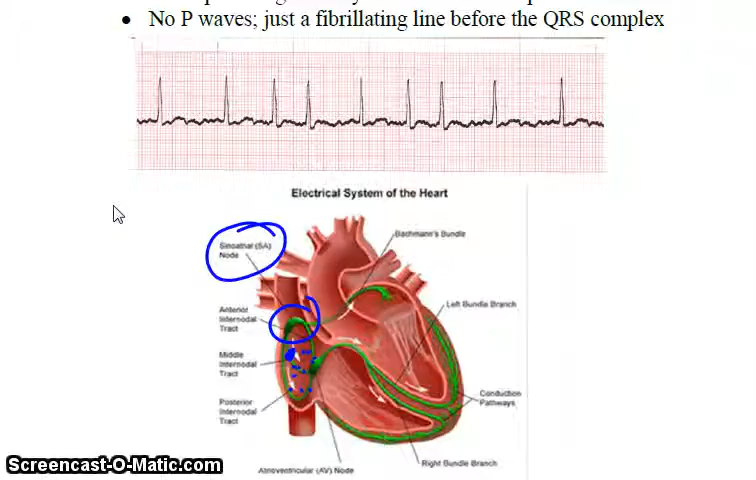 • No P waves; just a fibrillating line before the QRS complex
Electrical System of the Heart
Bachmann's Bundle
Sinoatrial (SA)
Node
Left Bundle Branch
Anterior
Internodal
Tract
Middle
Internodal
Tract
Conduction
Pathways
Posterior
Internodal
Tract
Right Bundle Branch
Atrioventricular (AV) Node
Screencast-O-Matic.com